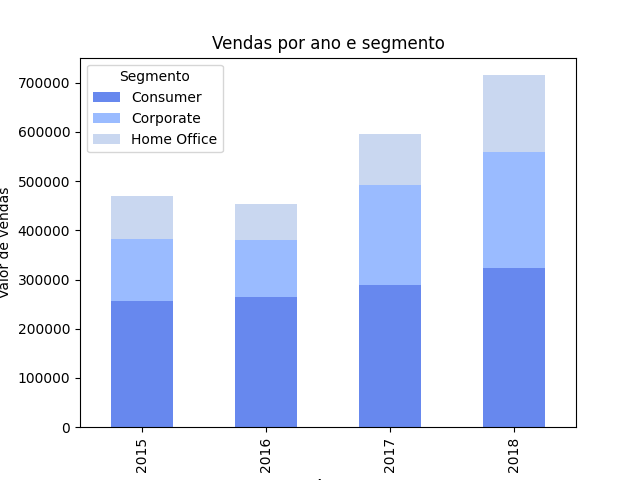 Vendas por ano e segmento
Segmento
Consumer
Corporate
Home Office
Valor de Vendas
700000
600000
500000
400000
300000
200000
100000
0
2015
2016
2017
2018